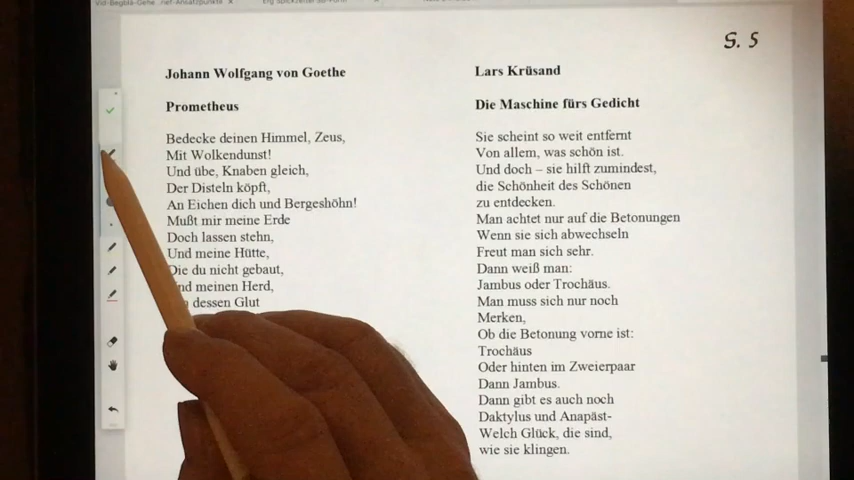 S. 5
Johann Wolfgang von Goethe
Prometheus
Bedecke deinen Himmel, Zeus,
Mit Wolkendunst!
Und übe, Knaben gleich,
Der Disteln köpft,
An Eichen dich und Bergeshöhn!
Mußt mir meine Erde
Doch lassen stehn,
Und meine Hütte,
Die du nicht gebaut,
Und meinen Herd,
dessen Glut
Lars Krüsand
Die Maschine fürs Gedicht
Sie scheint so weit entfernt
Von allem, was schön ist.
Und doch – sie hilft zumindest,
die Schönheit des Schönen
zu entdecken.
Man achtet nur auf die Betonungen
Wenn sie sich abwechseln
Freut man sich sehr.
Dann weiß man:
Jambus oder Trochäus.
Man muss sich nur noch
Merken,
Ob die Betonung vorne ist:
Trochäus
Oder hinten im Zweierpaar
Dann Jambus.
Dann gibt es auch noch
Daktylus und Anapäst-
Welch Glück, die sind,
wie sie klingen.